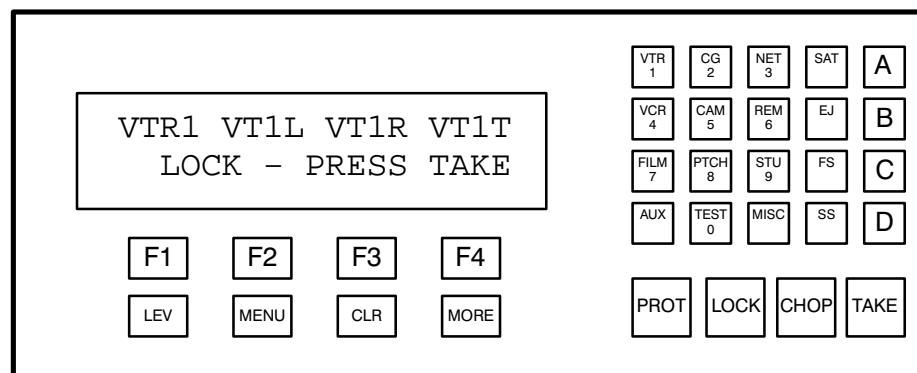 VTR1 VT1L VT1R VT1T
LOCK – PRESS TAKE
F1 F2 F3 F4
LEV MENU CLR MORE
VTR 1 CG 2 NET 3 SAT A
VCR 4 CAM 5 REM 6 EJ B
FILM 7 PTCH 8 STU 9 FS C
AUX TEST 0 MISC SS D
PROT LOCK CHOP TAKE